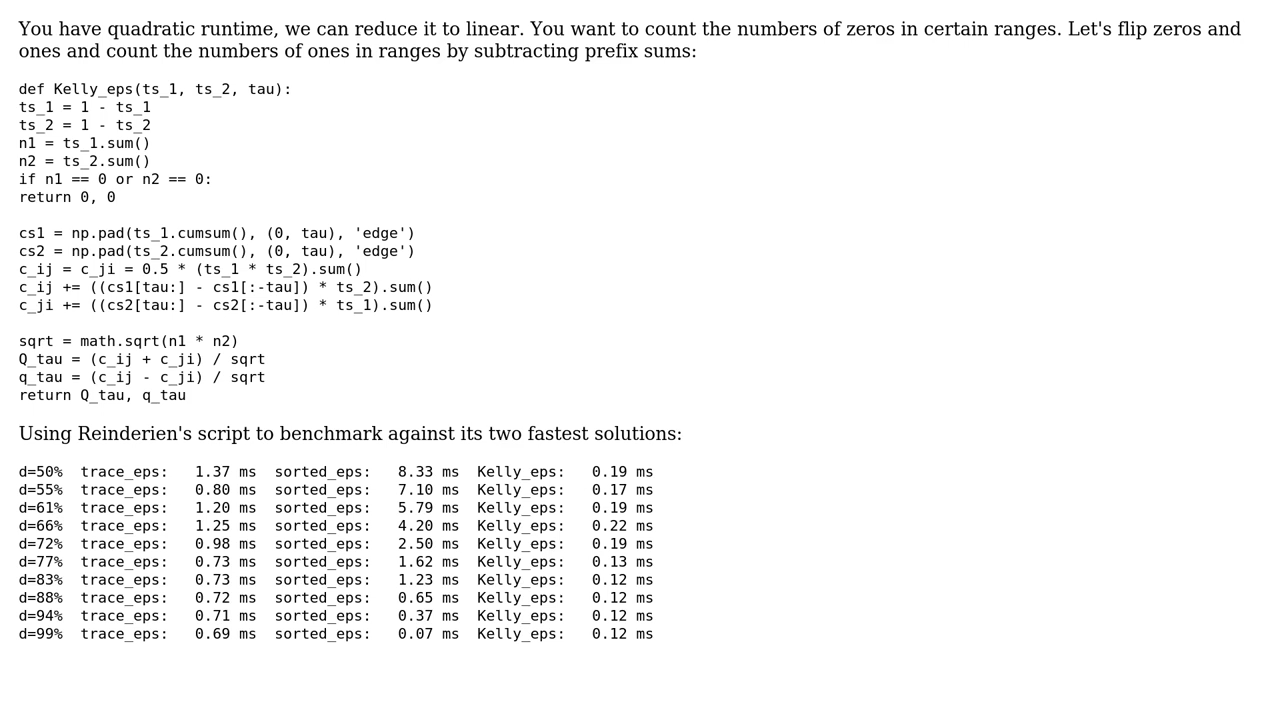 You have quadratic runtime, we can reduce it to linear. You want to count the numbers of zeros in certain ranges. Let's flip zeros and
ones and count the numbers of ones in ranges by subtracting prefix sums:
def Kelly_eps(ts_1, ts_2, tau):
ts_1 = 1 - ts_1
ts_2 = 1 - ts_2
n1 = ts_1.sum()
n2 = ts_2.sum()
if n1 == 0 or n2 == 0:
return 0, 0
cs1 = np.pad(ts_1.cumsum(), (0, tau), 'edge')
cs2 = np.pad(ts_2.cumsum(), (0, tau), 'edge')
c_ij = c_ji = 0.5 * (ts_1 * ts_2).sum()
c_ij += ((cs1[tau:] - cs1[:-tau]) * ts_2).sum()
c_ji += ((cs2[tau:] - cs2[:-tau]) * ts_1).sum()
sqrt = math.sqrt(n1 * n2)
Q_tau = (c_ij + c_ji) / sqrt
q_tau = (c_ij - c_ji) / sqrt
return Q_tau, q_tau
Using Reinderien's script to benchmark against its two fastest solutions:
d=50%  trace_eps:   1.37 ms  sorted_eps:   8.33 ms  Kelly_eps:   0.19 ms
d=55%  trace_eps:   0.80 ms  sorted_eps:   7.10 ms  Kelly_eps:   0.17 ms
d=61%  trace_eps:   1.20 ms  sorted_eps:   5.79 ms  Kelly_eps:   0.19 ms
d=66%  trace_eps:   1.25 ms  sorted_eps:   4.20 ms  Kelly_eps:   0.22 ms
d=72%  trace_eps:   0.98 ms  sorted_eps:   2.50 ms  Kelly_eps:   0.19 ms
d=77%  trace_eps:   0.73 ms  sorted_eps:   1.62 ms  Kelly_eps:   0.13 ms
d=83%  trace_eps:   0.73 ms  sorted_eps:   1.23 ms  Kelly_eps:   0.12 ms
d=88%  trace_eps:   0.72 ms  sorted_eps:   0.65 ms  Kelly_eps:   0.12 ms
d=94%  trace_eps:   0.71 ms  sorted_eps:   0.37 ms  Kelly_eps:   0.12 ms
d=99%  trace_eps:   0.69 ms  sorted_eps:   0.07 ms  Kelly_eps:   0.12 ms